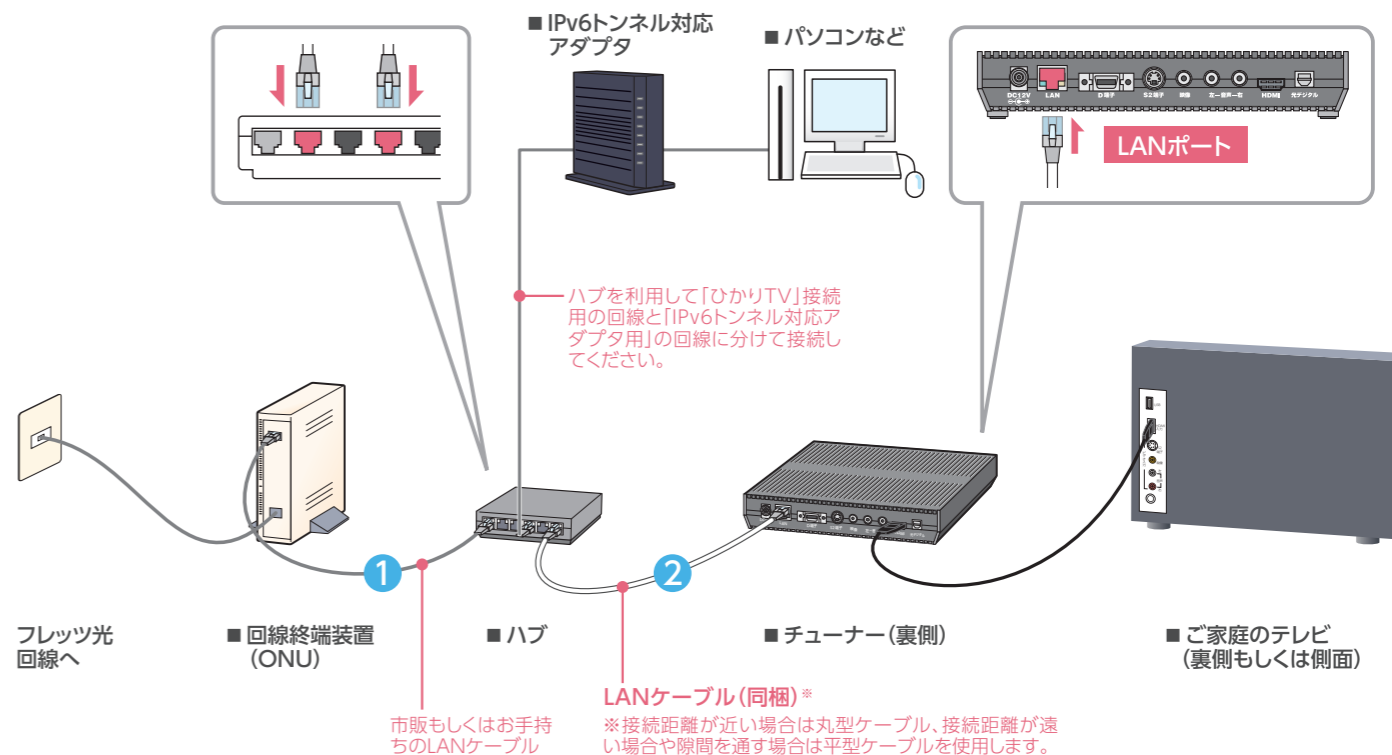 ■ IPv6トンネル対応
アダプタ
■ パソコンなど
DC12V
LAN
D端子
S2端子
映像
左－音声－右
HDMI
光デジタル
LANポート
ハブを利用して「ひかりTV」接続
用の回線と「IPv6トンネル対応ア
ダプタ用」の回線に分けて接続し
てください。
1
2
フレッツ光
回線へ
■ 回線終端装置
(ONU)
■ ハブ
■ チューナー(裏側)
■ ご家庭のテレビ
(裏側もしくは側面)
市販もしくはお手持
ちのLANケーブル
LANケーブル(同梱)※
※接続距離が近い場合は丸型ケーブル、接続距離が遠
い場合や隙間を通す場合は平型ケーブルを使用します。